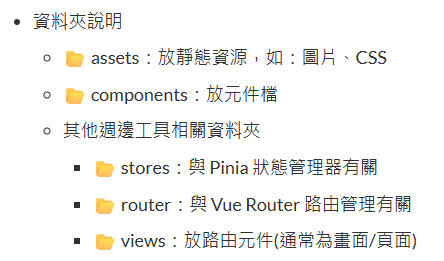 資料夾說明
assets：放靜態資源，如：圖片、CSS
components：放元件檔
其他週邊工具相關資料夾
stores：與 Pinia 狀態管理器有關
router：與 Vue Router 路由管理有關
views：放路由元件(通常為畫面/頁面)